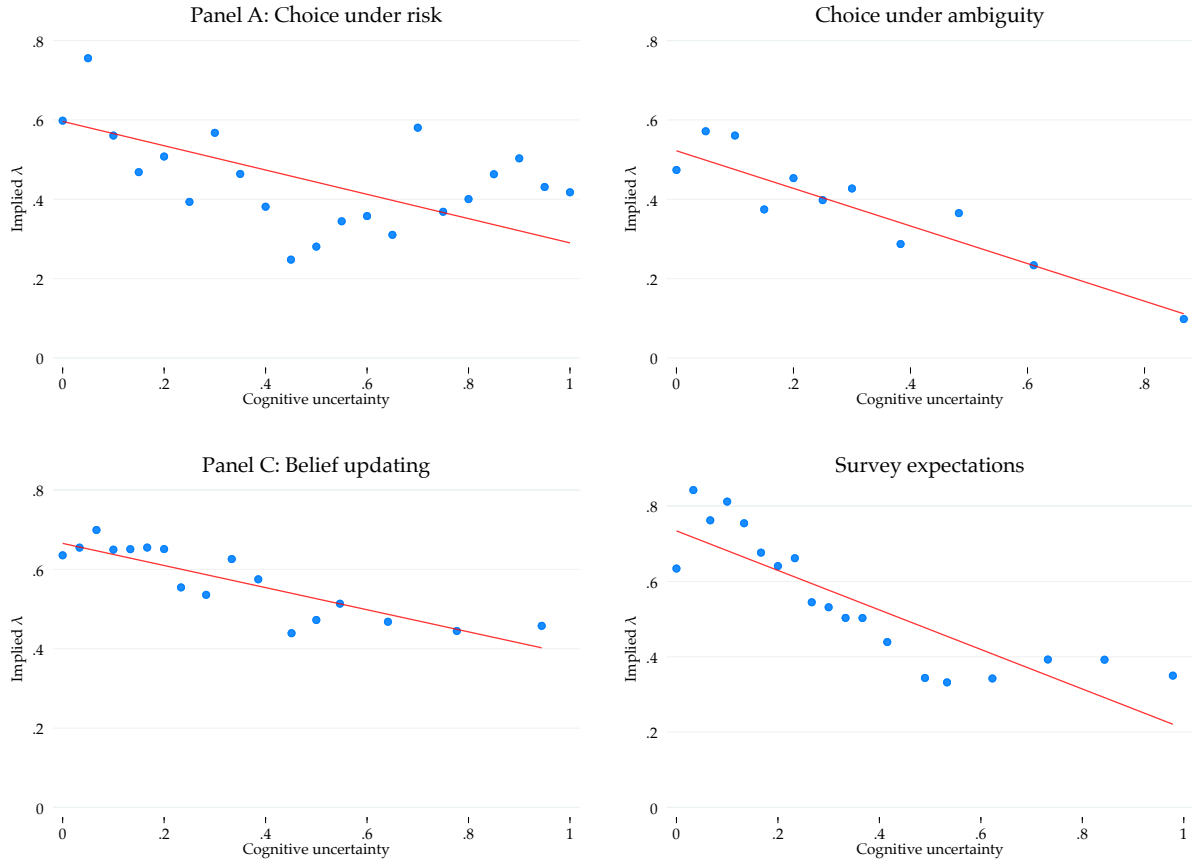 Panel A: Choice under risk
.8
.6
.4
.2
0
Implied λ
0 .2 .4 .6 .8 1
Cognitive uncertainty
Choice under ambiguity
.8
.6
.4
.2
0
Implied λ
0 .2 .4 .6 .8
Cognitive uncertainty
Panel C: Belief updating
.8
.6
.4
.2
0
Implied λ
0 .2 .4 .6 .8 1
Cognitive uncertainty
Survey expectations
.8
.6
.4
.2
0
Implied λ
0 .2 .4 .6 .8 1
Cognitive uncertainty